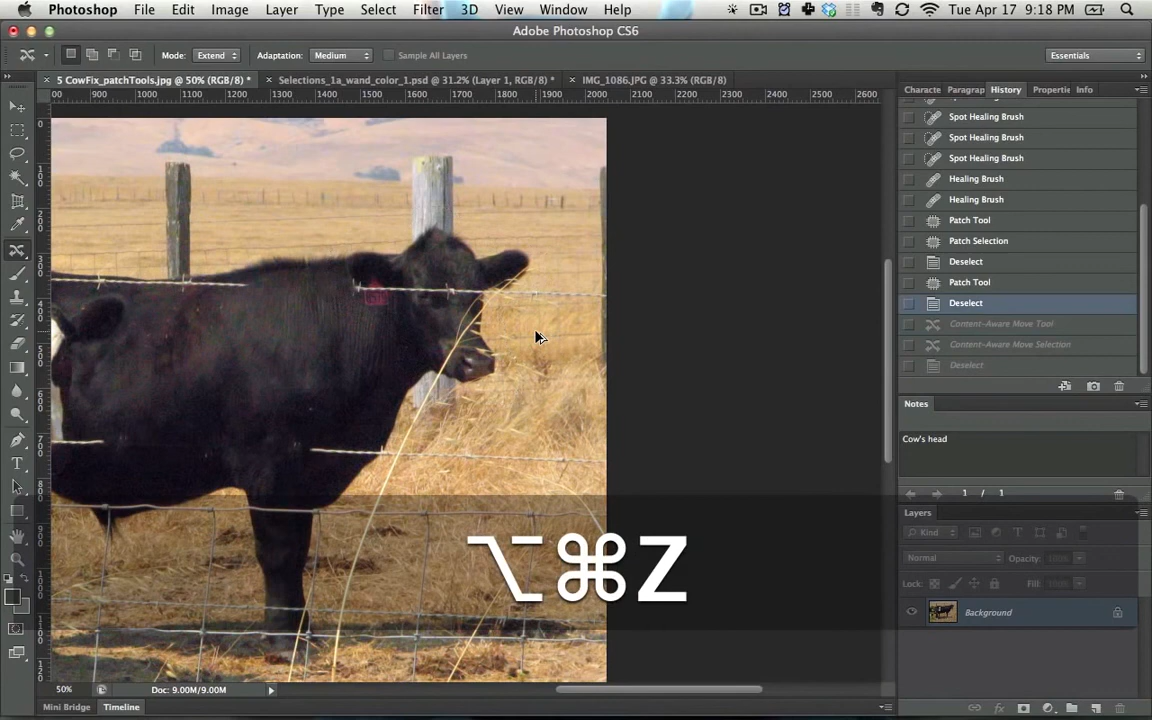 Photoshop File Edit Image Layer Type Select Filter 3D View Window Help Tue Apr 17 9:18 PM
Adobe Photoshop CS6
Mode: Extend Adaptation: Medium Sample All Layers Essentials
5 CowFix_patchTools.jpg @ 50% (RGB/8) * Selections_1a_wand_color_1.psd @ 31.2% (Layer 1, RGB/8) * IMG_1086.JPG @ 33.3% (RGB/8)
Characte Paragrap History Properti Info
00 900 1000 1100 1200 1300 1400 1500 1600 1700 1800 1900 2000 2100 2200 2300 2400 2500 2600
Spot Healing Brush
Spot Healing Brush
Spot Healing Brush
Healing Brush
Healing Brush
Patch Tool
Patch Selection
Deselect
Patch Tool
Deselect
Content-Aware Move Tool
Content-Aware Move Selection
Deselect
Notes
Cow's head
1 / 1
Layers
Kind
Normal Opacity: 100%
Lock: Fill: 100%
Background
⌥⌘Z
50% Doc: 9.00M/9.00M
Mini Bridge Timeline